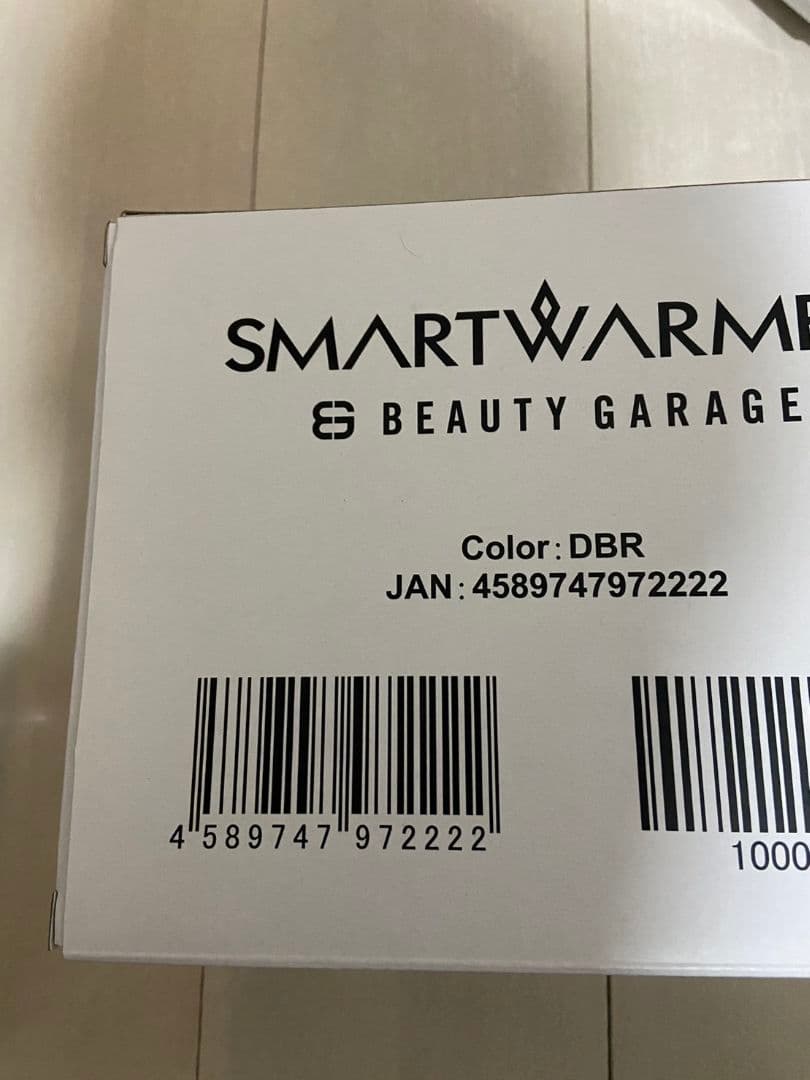 SMARTWARME
BEAUTY GARAGE
Color:DBR
JAN:4589747972222
4 589747 972222
1000